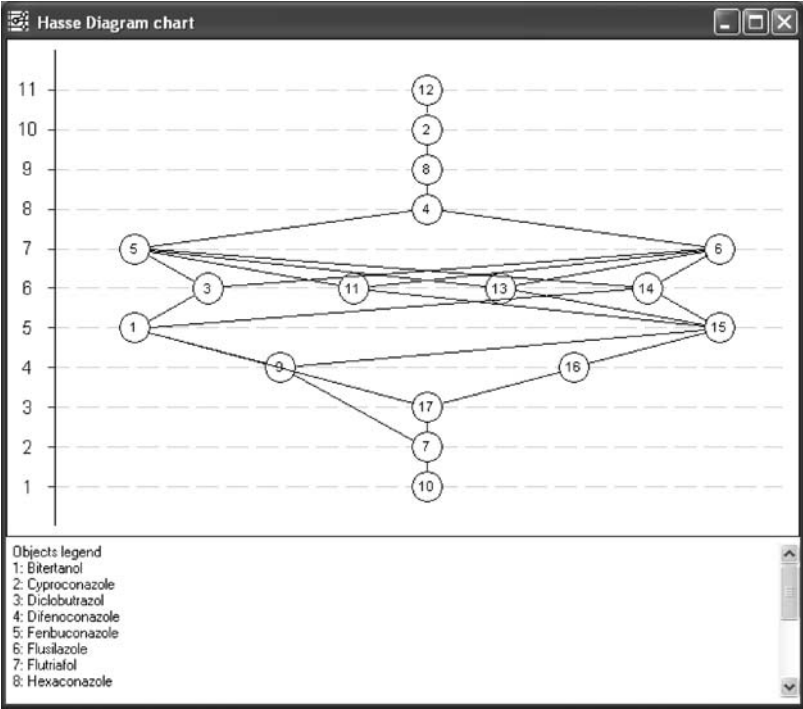 Hasse Diagram chart
11 12
10 2
9 8
8 4
7 5 6
6 3 11 13 14
5 1 15
4 9 16
3 17
2 7
1 10
Objects legend
1: Bitertanol
2: Cyproconazole
3: Diclobutrazol
4: Difenoconazole
5: Fenbuconazole
6: Flusilazole
7: Flutriafol
8: Hexaconazole